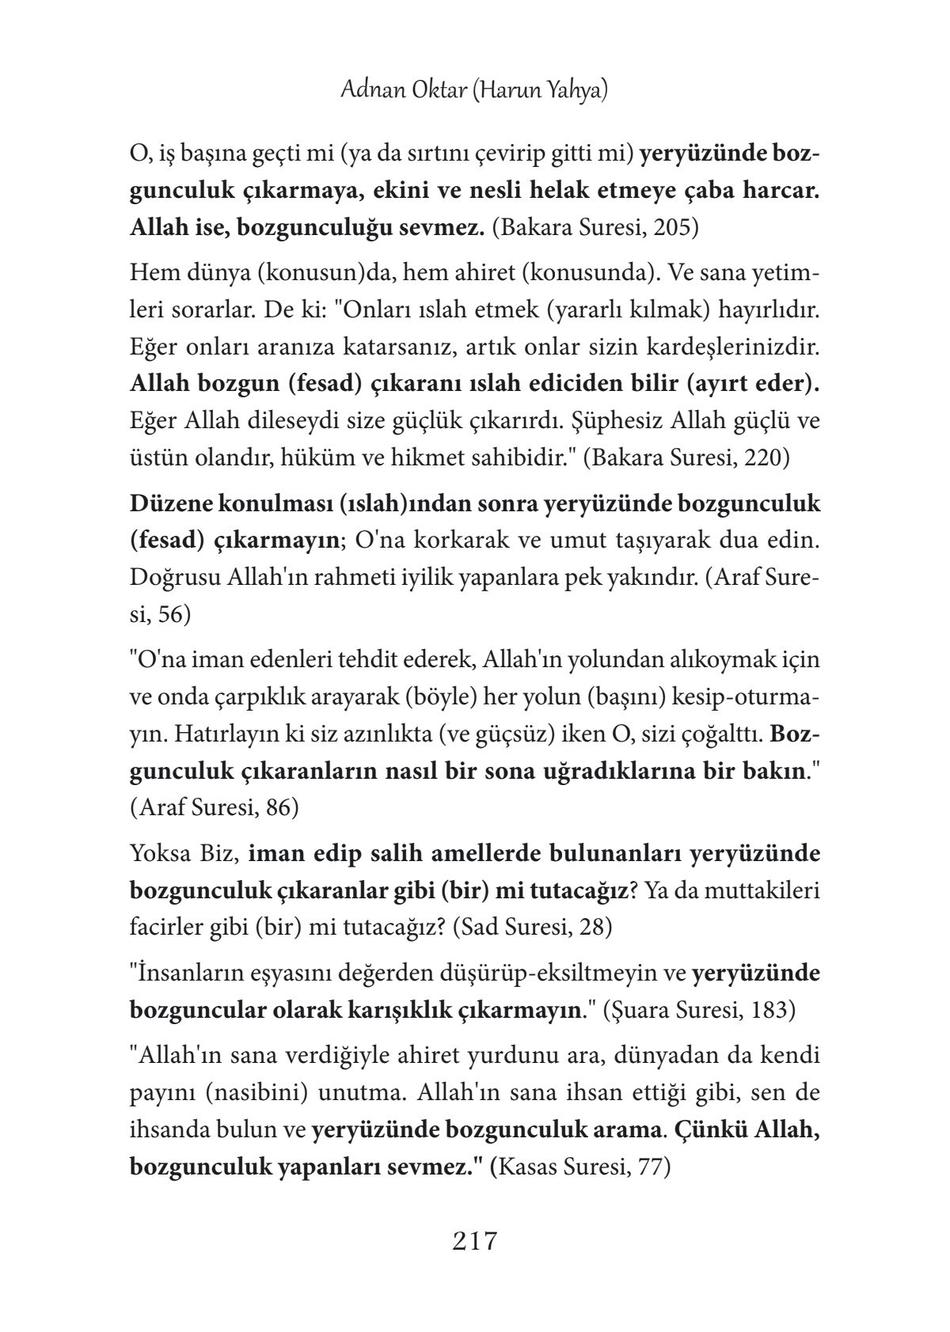 Adnan Oktar (Harun Yahya)
O, iş başına geçti mi (ya da sırtını çevirip gitti mi) yeryüzünde boz-
gunculuk çıkarmaya, ekini ve nesli helak etmeye çaba harcar.
Allah ise, bozgunculuğu sevmez. (Bakara Suresi, 205)
Hem dünya (konusun)da, hem ahiret (konusunda). Ve sana yetim-
leri sorarlar. De ki: "Onları ıslah etmek (yararlı kılmak) hayırlıdır.
Eğer onları aranıza katarsanız, artık onlar sizin kardeşlerinizdir.
Allah bozgun (fesad) çıkaranı ıslah ediciden bilir (ayırt eder).
Eğer Allah dileseydi size güçlük çıkarırdı. Şüphesiz Allah güçlü ve
üstün olandır, hüküm ve hikmet sahibidir." (Bakara Suresi, 220)
Düzene konulması (ıslah)ından sonra yeryüzünde bozgunculuk
(fesad) çıkarmayın; O'na korkarak ve umut taşıyarak dua edin.
Doğrusu Allah'ın rahmeti iyilik yapanlara pek yakındır. (Araf Sure-
si, 56)
"O'na iman edenleri tehdit ederek, Allah'ın yolundan alıkoymak için
ve onda çarpıklık arayarak (böyle) her yolun (başını) kesip-oturma-
yın. Hatırlayın ki siz azınlıkta (ve güçsüz) iken O, sizi çoğalttı. Boz-
gunculuk çıkaranların nasıl bir sona uğradıklarına bir bakın."
(Araf Suresi, 86)
Yoksa Biz, iman edip salih amellerde bulunanları yeryüzünde
bozgunculuk çıkaranlar gibi (bir) mi tutacağız? Ya da muttakileri
facirler gibi (bir) mi tutacağız? (Sad Suresi, 28)
"İnsanların eşyasını değerden düşürüp-eksiltmeyin ve yeryüzünde
bozguncular olarak karışıklık çıkarmayın." (Şuara Suresi, 183)
"Allah'ın sana verdiğiyle ahiret yurdunu ara, dünyadan da kendi
payını (nasibini) unutma. Allah'ın sana ihsan ettiği gibi, sen de
ihsanda bulun ve yeryüzünde bozgunculuk arama. Çünkü Allah,
bozgunculuk yapanları sevmez." (Kasas Suresi, 77)
217